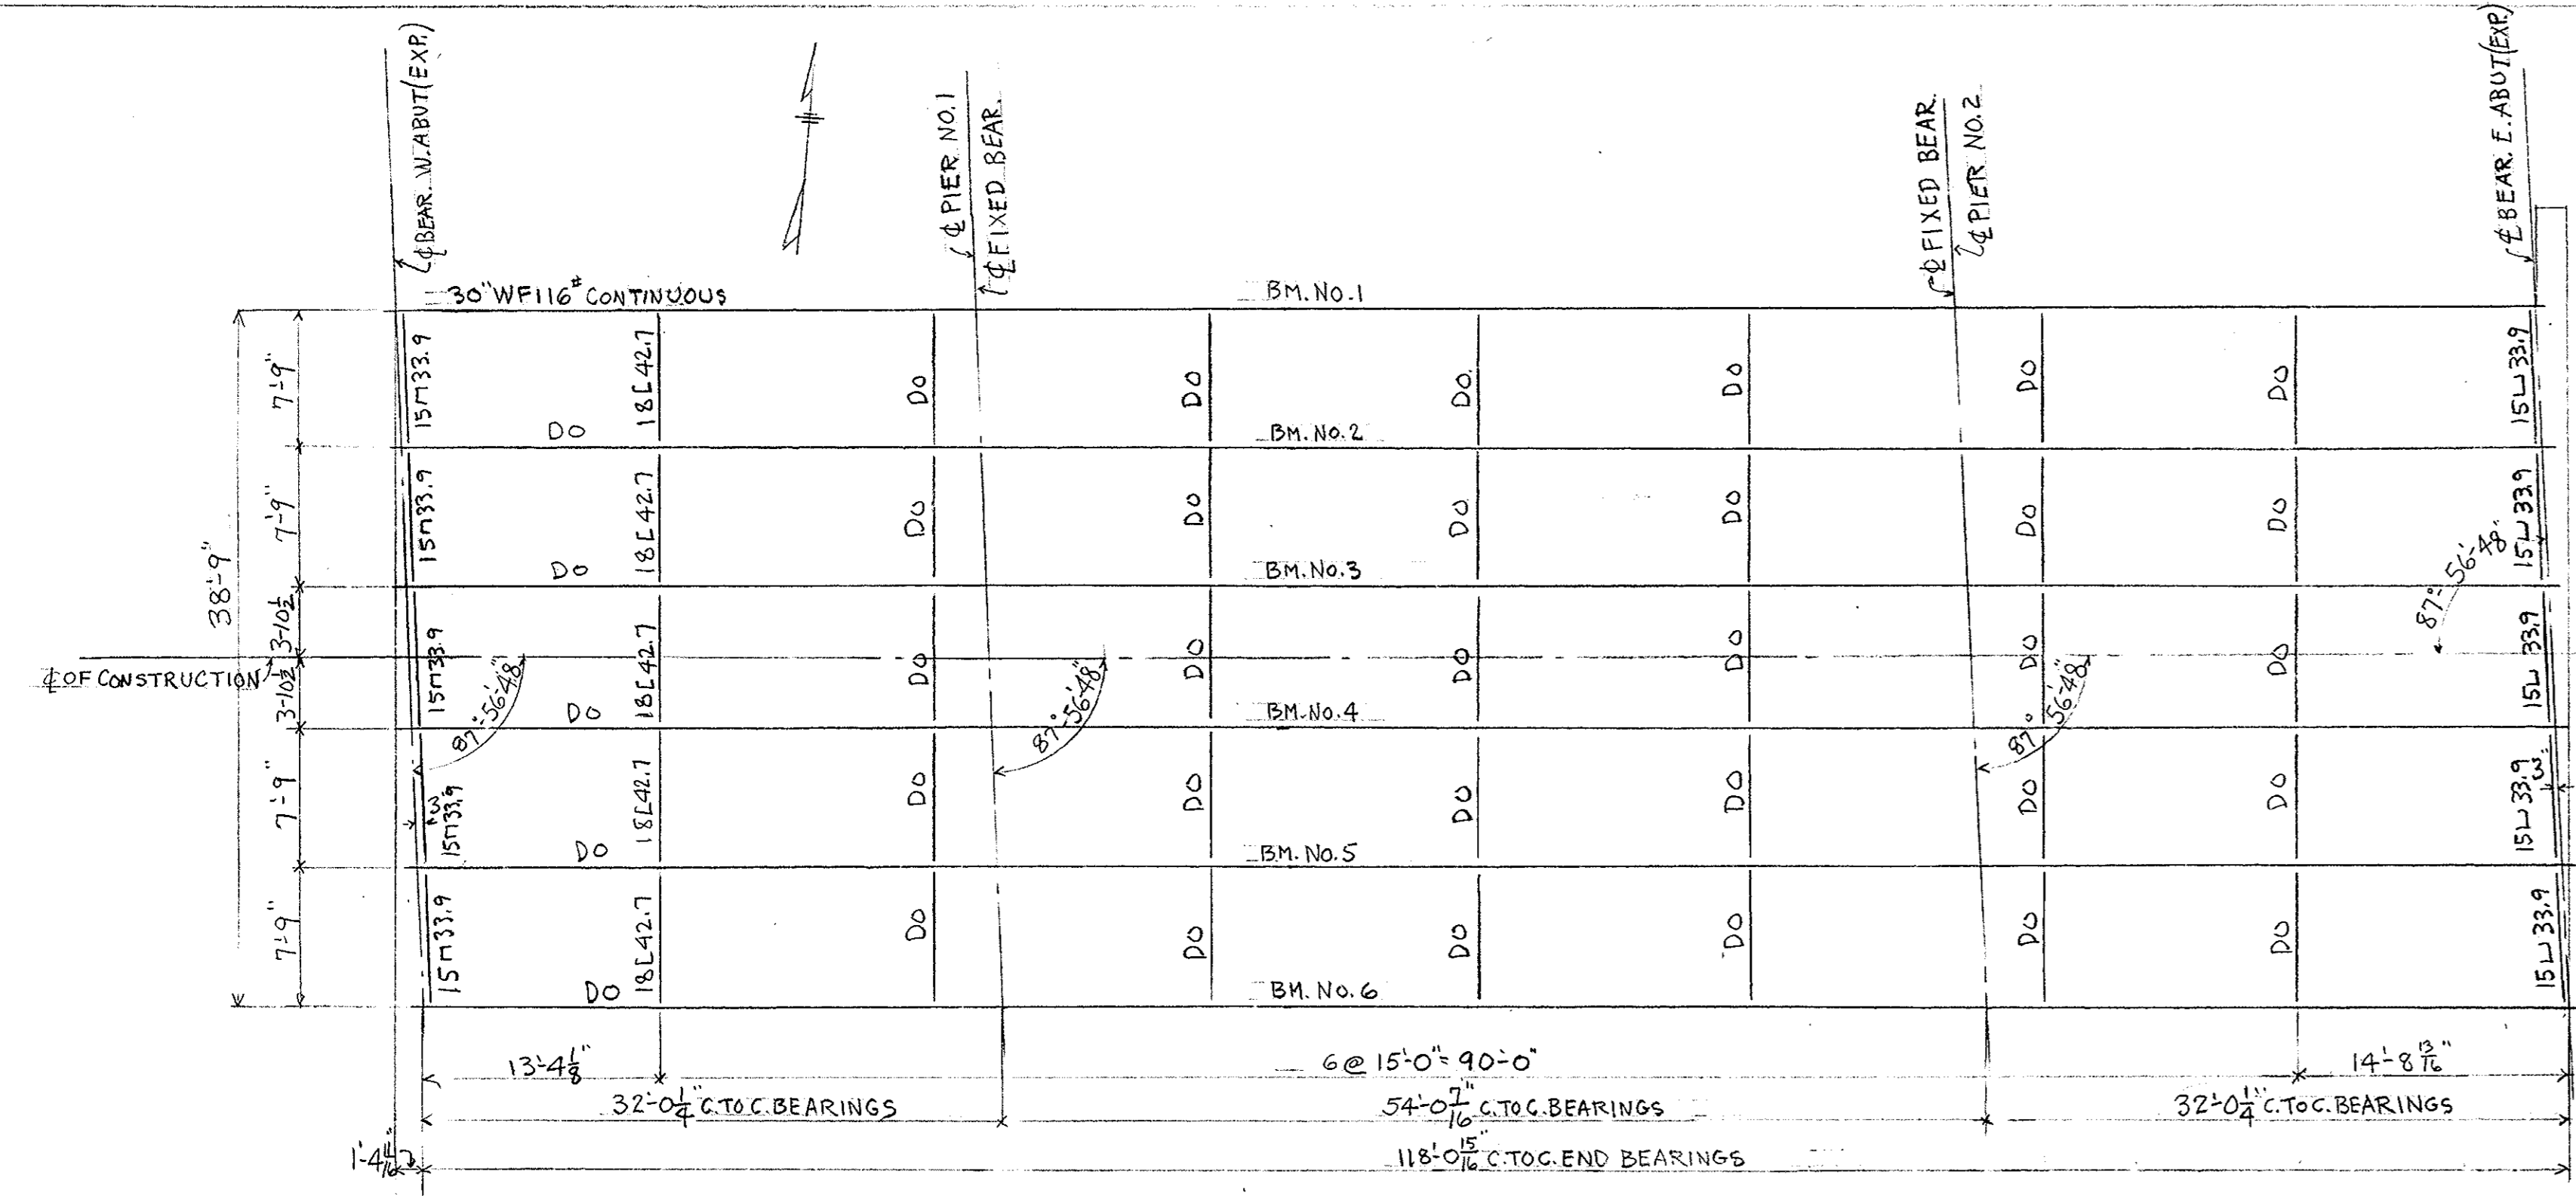 ℄ BEAR. W. ABUT (EXP.)
℄ PIER NO.1
℄ FIXED BEAR.
℄ FIXED BEAR.
℄ PIER NO.2
℄ BEAR. E. ABUT (EXP.)
30" WF116# CONTINUOUS
BM. NO.1
7'-9"
15⊓33.9
18[42.7
DO
DO
DO.
DO
DO
DO
15⊔33.9
DO
BM. NO.2
7'-9"
15⊓33.9
18[42.7
DO
DO
DO
DO
DO
DO
15⊔33.9
DO
BM. NO.3
38'-9"
3'-10½
℄ OF CONSTRUCTION
3'-10½"
15⊓33.9
87°-56'-48"
18[42.7
DO
87°-56'-48"
DO
DO
DO
DO
87°-56'-48"
DO
87°-56'-48"
15⊔33.9
DO
BM. NO.4
7'-9"
3"
15⊓33.9
18[42.7
DO
DO
DO
DO
DO
DO
15⊔33.9
3"
DO
BM. NO.5
7'-9"
15⊓33.9
18[42.7
DO
DO
DO
DO
DO
DO
15⊔33.9
DO
BM. NO.6
13'-4⅛"
6 @ 15'-0" = 90'-0"
14'-8 13/16"
32'-0¼" C. TO C. BEARINGS
54'-0 7/16" C. TO C. BEARINGS
32'-0¼" C. TO C. BEARINGS
1'-4 11/16"
118'-0 15/16" C. TO C. END BEARINGS